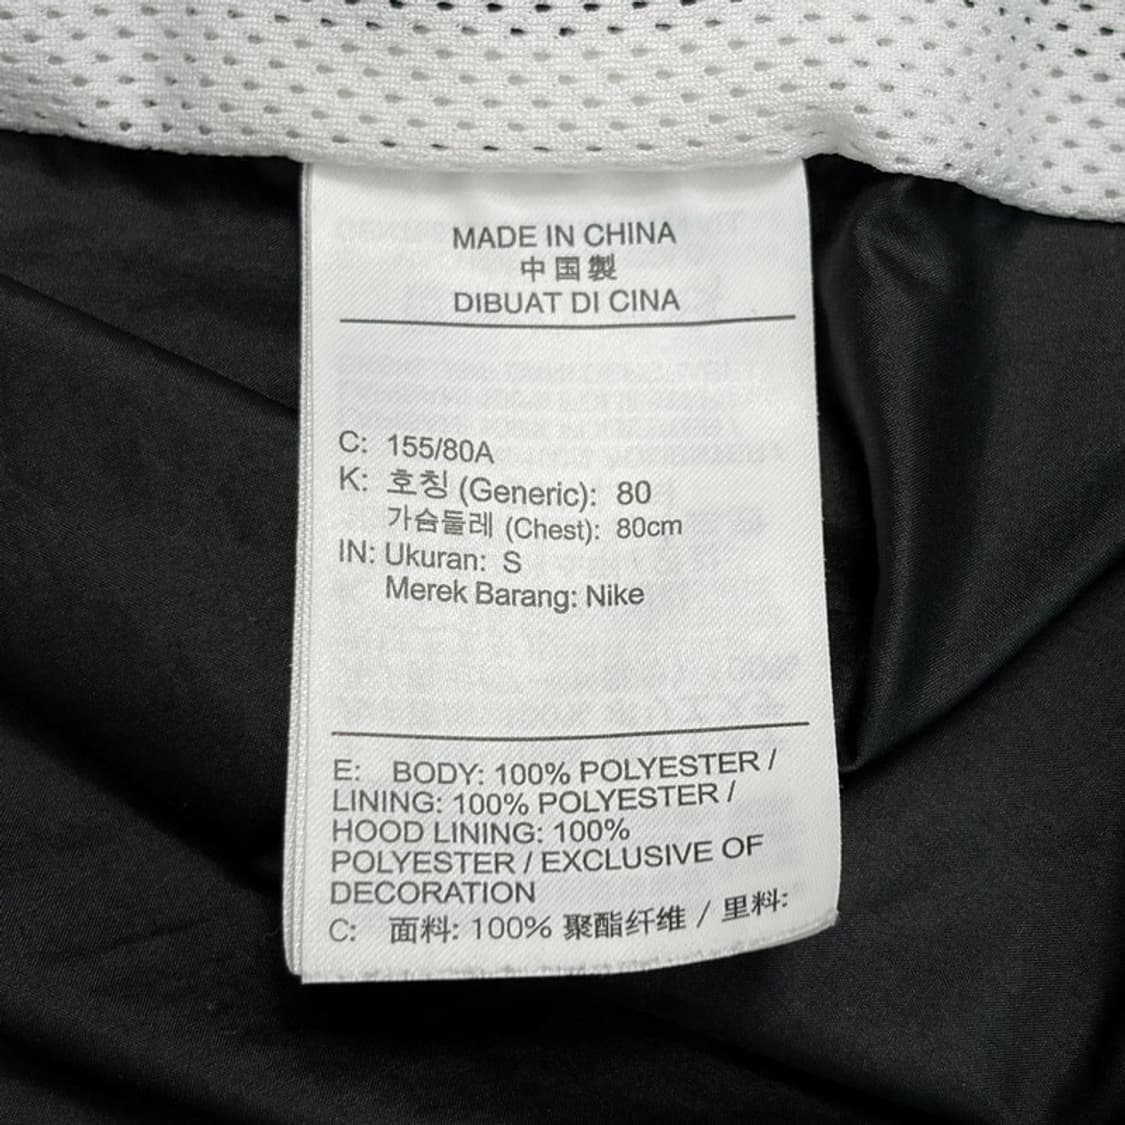 MADE IN CHINA
中国製
DIBUAT DI CINA
C: 155/80A
K: 호칭 (Generic): 80
가슴둘레 (Chest): 80cm
IN: Ukuran: S
Merek Barang: Nike
E: BODY: 100% POLYESTER /
LINING: 100% POLYESTER /
HOOD LINING: 100%
POLYESTER / EXCLUSIVE OF
DECORATION
C: 面料: 100% 聚酯纤维 / 里料: